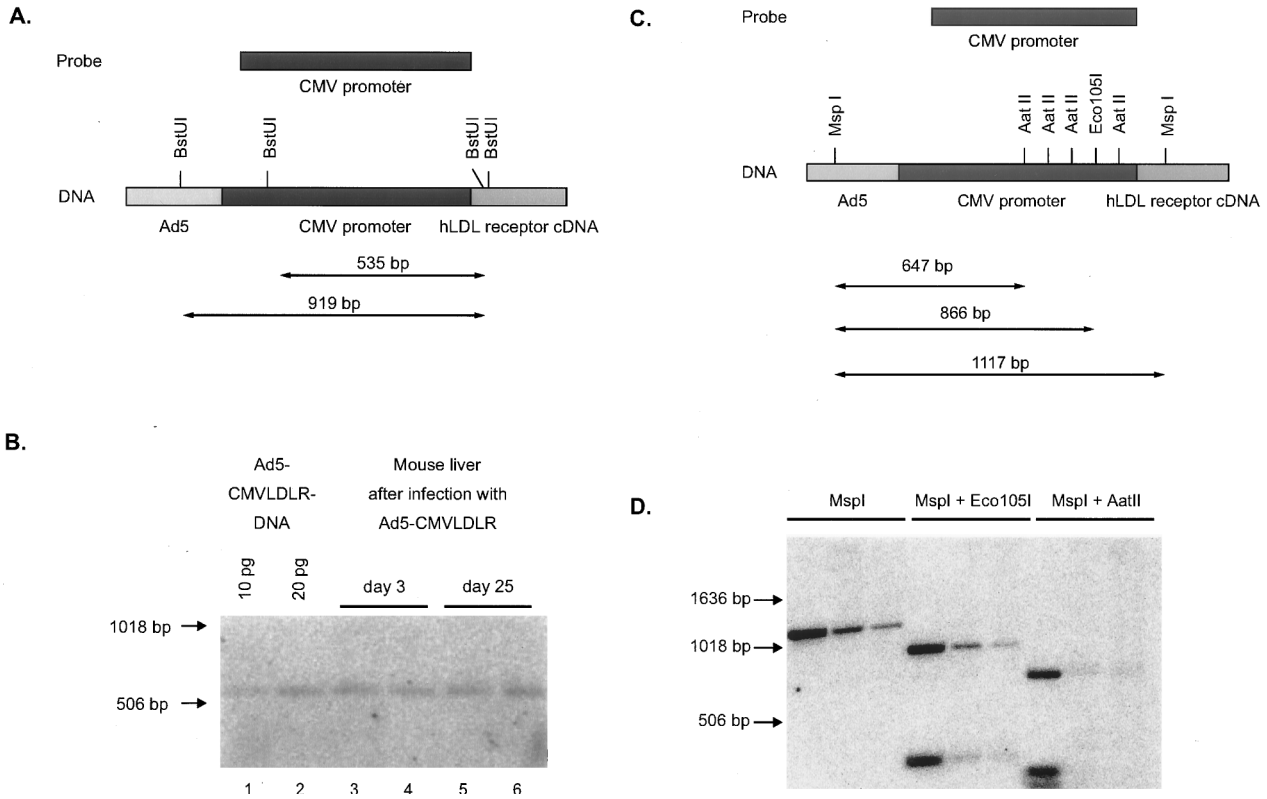 A.
Probe
CMV promoter
BstUI
BstUI
BstUI
BstUI
DNA
Ad5
CMV promoter
hLDL receptor cDNA
535 bp
919 bp
B.
Ad5-
CMVLDLR-
DNA
Mouse liver
after infection with
Ad5-CMVLDLR
10 pg
20 pg
day 3
day 25
1018 bp
506 bp
1
2
3
4
5
6
C.
Probe
CMV promoter
Msp I
Aat II
Aat II
Aat II
Eco105I
Aat II
Msp I
DNA
Ad5
CMV promoter
hLDL receptor cDNA
647 bp
866 bp
1117 bp
D.
MspI
MspI + Eco105I
MspI + AatII
1636 bp
1018 bp
506 bp